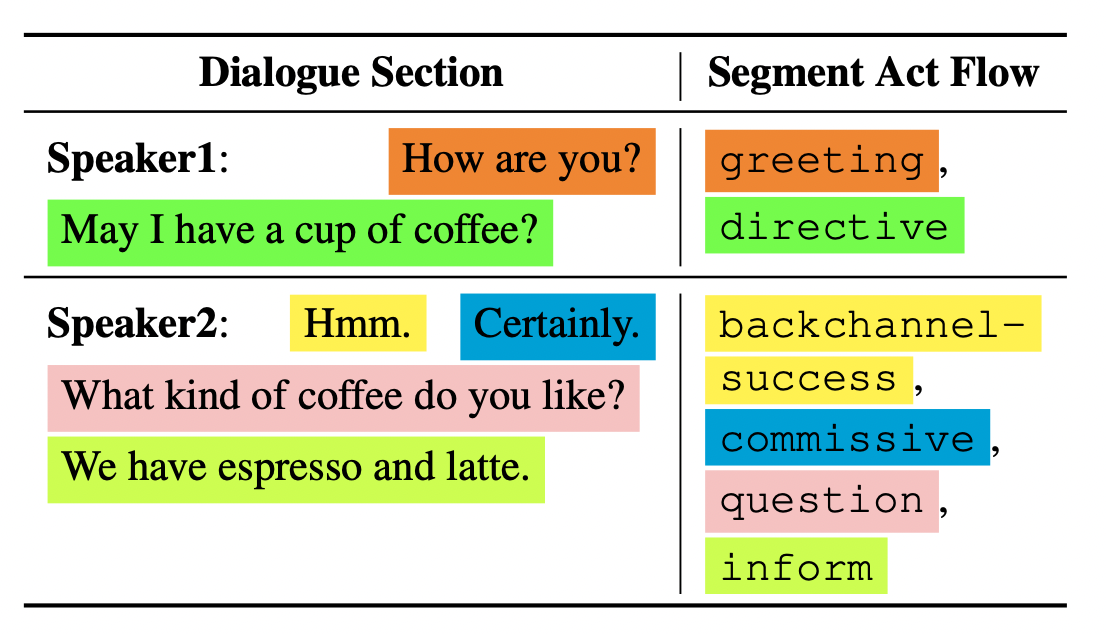 Dialogue Section Segment Act Flow
Speaker1: How are you? greeting,
May I have a cup of coffee? directive
Speaker2: Hmm. Certainly. backchannel-
What kind of coffee do you like? success,
We have espresso and latte. commissive,
question,
inform